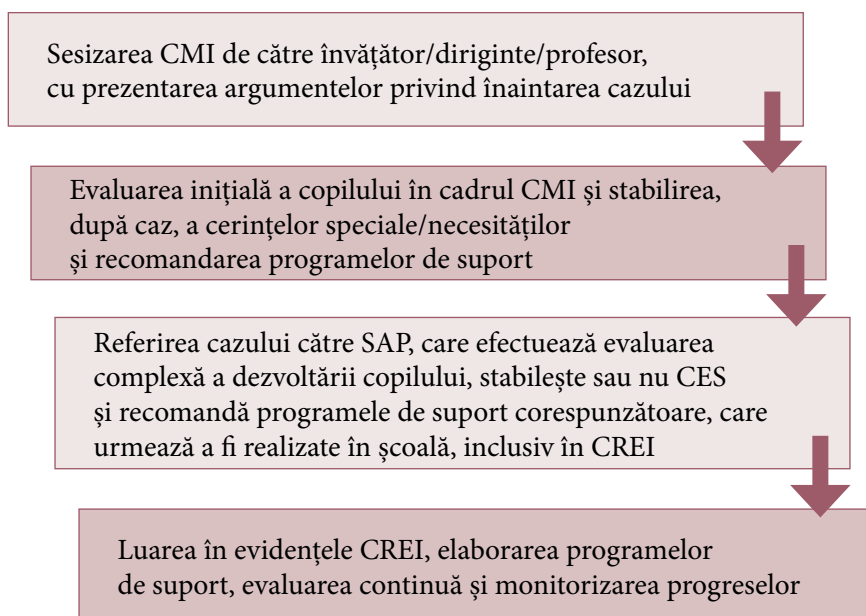 Sesizarea CMI de către învățător/diriginte/profesor,
cu prezentarea argumentelor privind înaintarea cazului
Evaluarea inițială a copilului în cadrul CMI și stabilirea,
după caz, a cerințelor speciale/necesităților
și recomandarea programelor de suport
Referirea cazului către SAP, care efectuează evaluarea
complexă a dezvoltării copilului, stabilește sau nu CES
și recomandă programele de suport corespunzătoare, care
urmează a fi realizate în școală, inclusiv în CREI
Luarea în evidențele CREI, elaborarea programelor
de suport, evaluarea continuă și monitorizarea progreselor